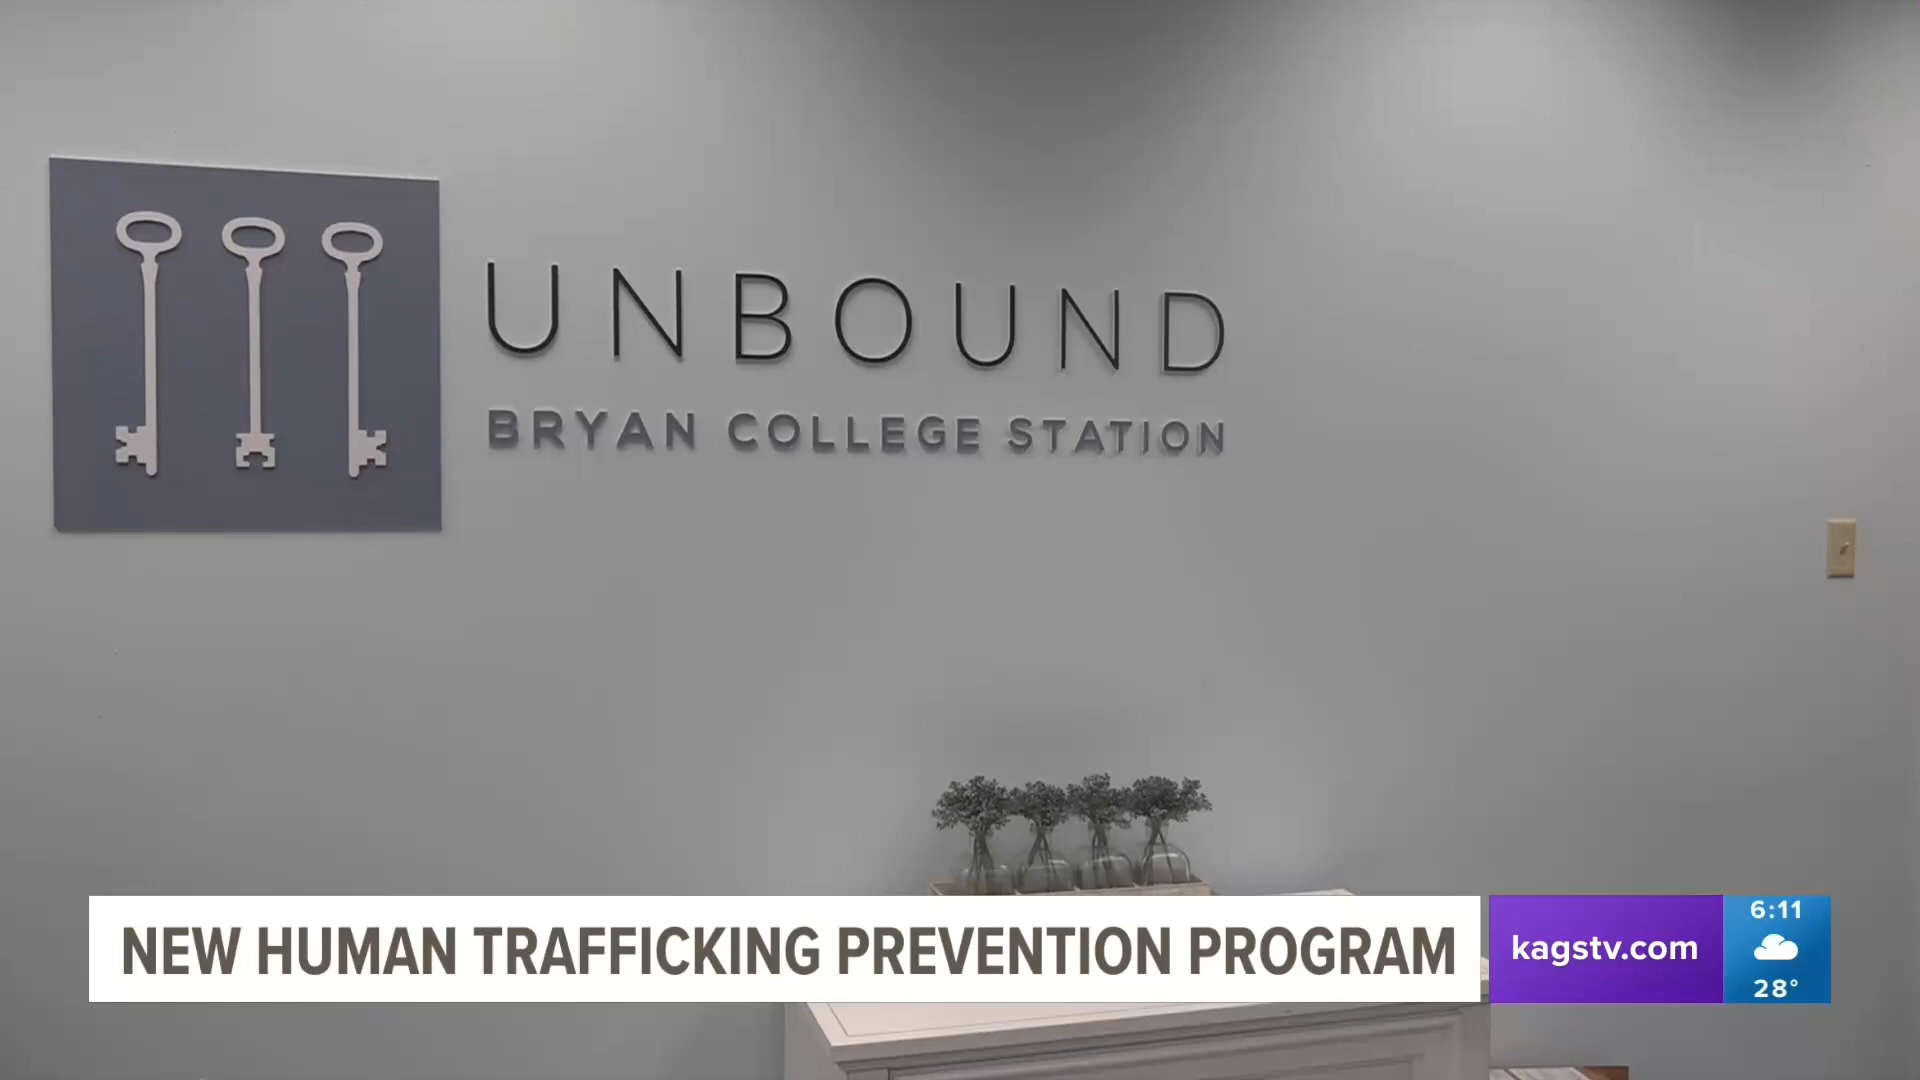 UNBOUND
BRYAN COLLEGE STATION
NEW HUMAN TRAFFICKING PREVENTION PROGRAM
kagstv.com
6:11
28°